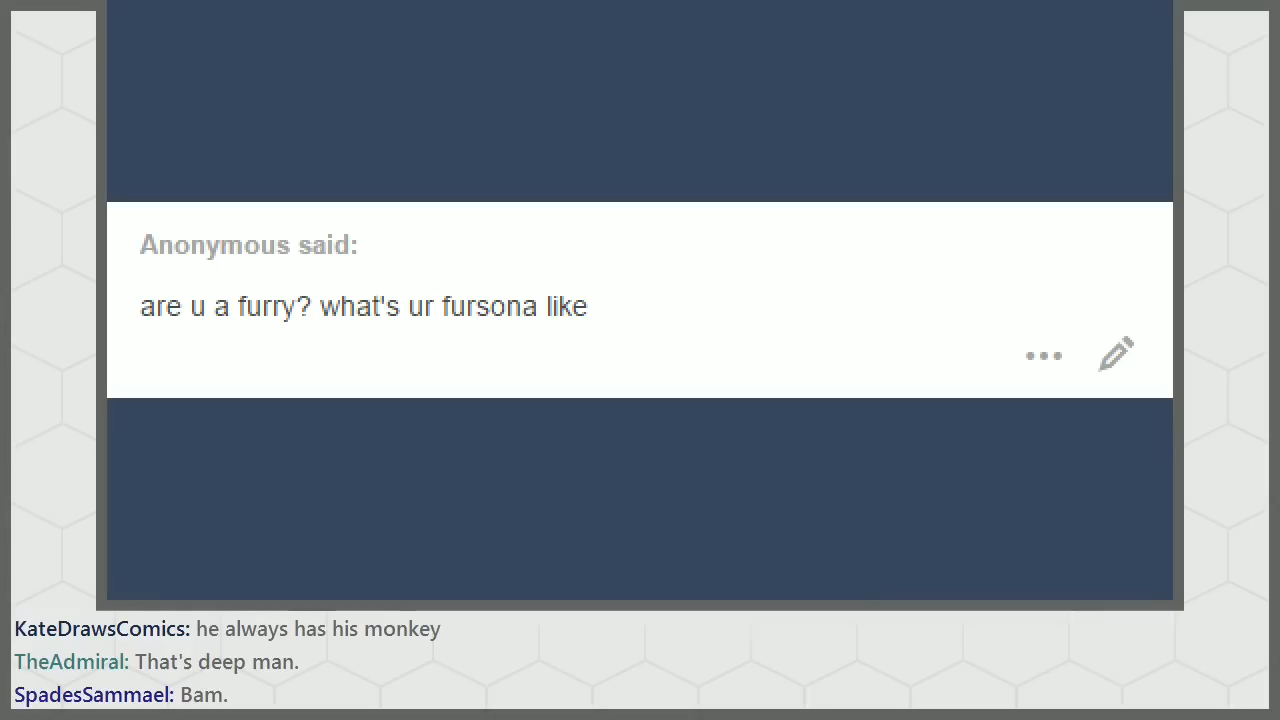 Anonymous said:
are u a furry? what's ur fursona like
KateDrawsComics: he always has his monkey
TheAdmiral: That's deep man.
SpadesSammael: Bam.